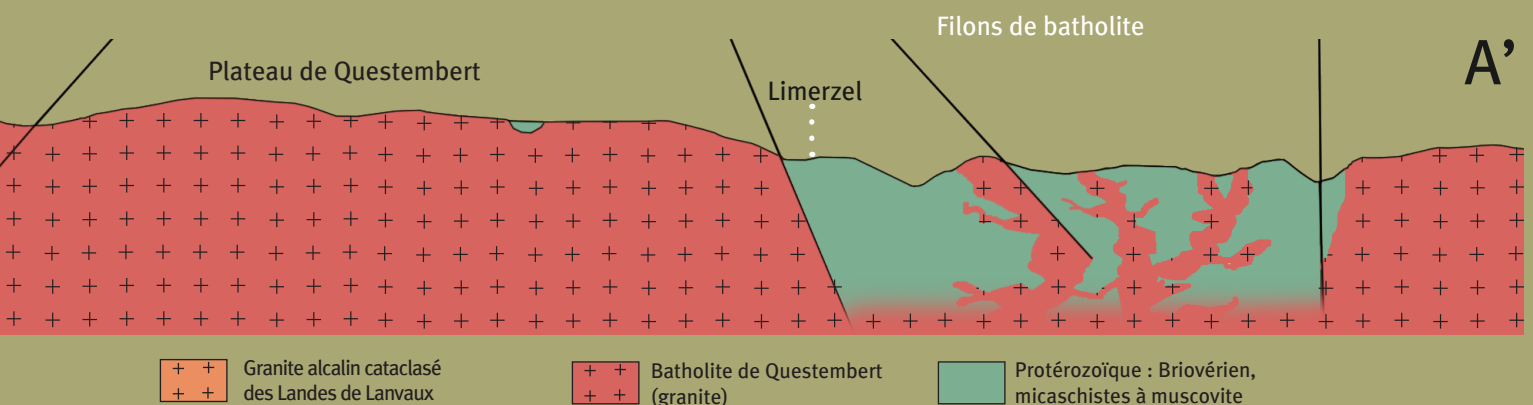 Filons de batholite
A’
Plateau de Questembert
Limerzel
Granite alcalin cataclasé
des Landes de Lanvaux
Batholite de Questembert
(granite)
Protérozoïque : Briovérien,
micaschistes à muscovite